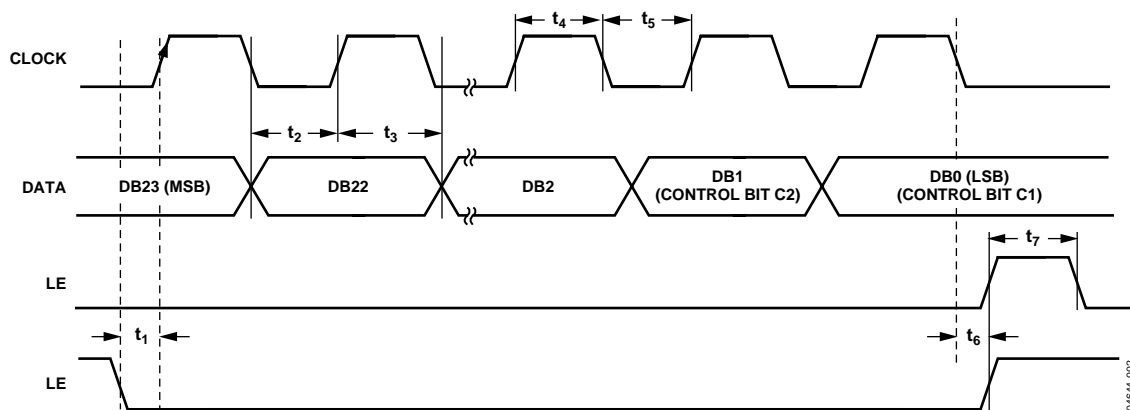 t4
t5
CLOCK
t2
t3
DATA
DB23 (MSB)
DB22
DB2
DB1
(CONTROL BIT C2)
DB0 (LSB)
(CONTROL BIT C1)
t7
LE
t1
t6
LE